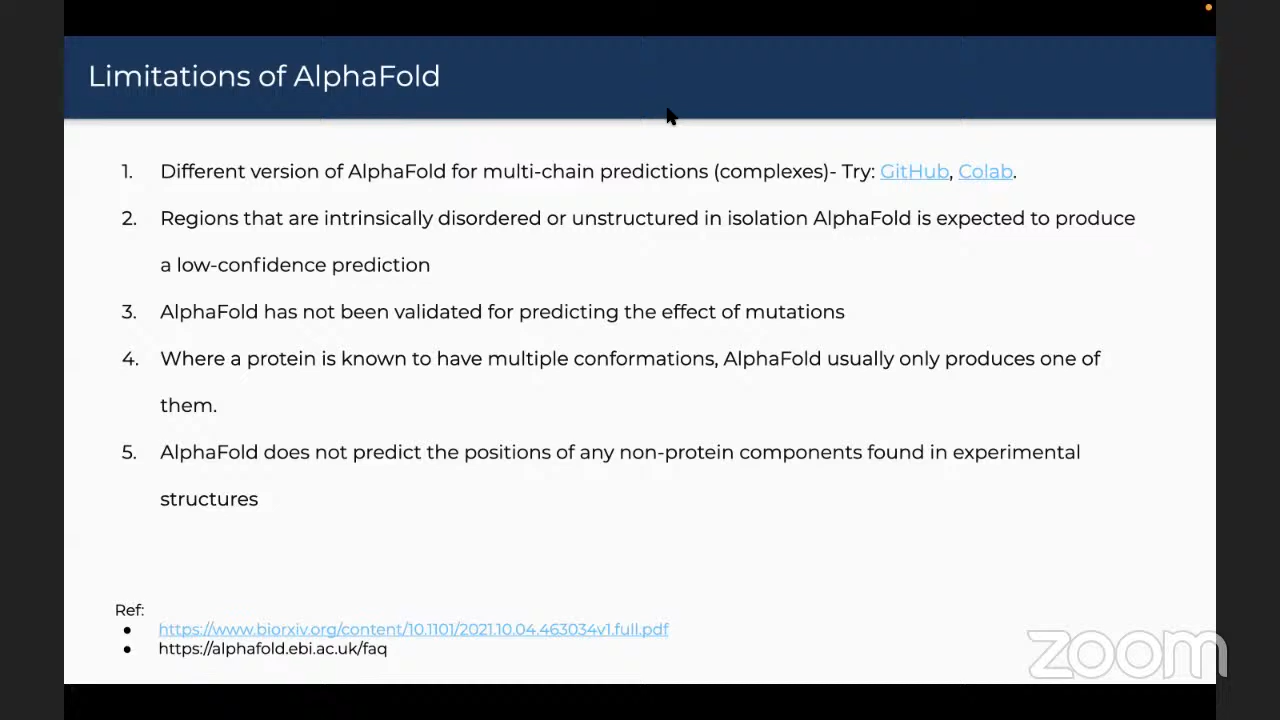 Limitations of AlphaFold
1. Different version of AlphaFold for multi-chain predictions (complexes)- Try: GitHub, Colab.
2. Regions that are intrinsically disordered or unstructured in isolation AlphaFold is expected to produce
a low-confidence prediction
3. AlphaFold has not been validated for predicting the effect of mutations
4. Where a protein is known to have multiple conformations, AlphaFold usually only produces one of
them.
5. AlphaFold does not predict the positions of any non-protein components found in experimental
structures
Ref:
● https://www.biorxiv.org/content/10.1101/2021.10.04.463034v1.full.pdf
● https://alphafold.ebi.ac.uk/faq
zoom